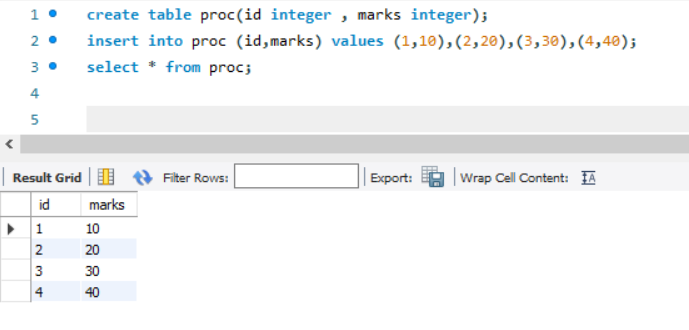 1 create table proc(id integer , marks integer);
2 insert into proc (id,marks) values (1,10),(2,20),(3,30),(4,40);
3 select * from proc;
4
5
Result Grid Filter Rows: Export: Wrap Cell Content: IA
id marks
1 10
2 20
3 30
4 40